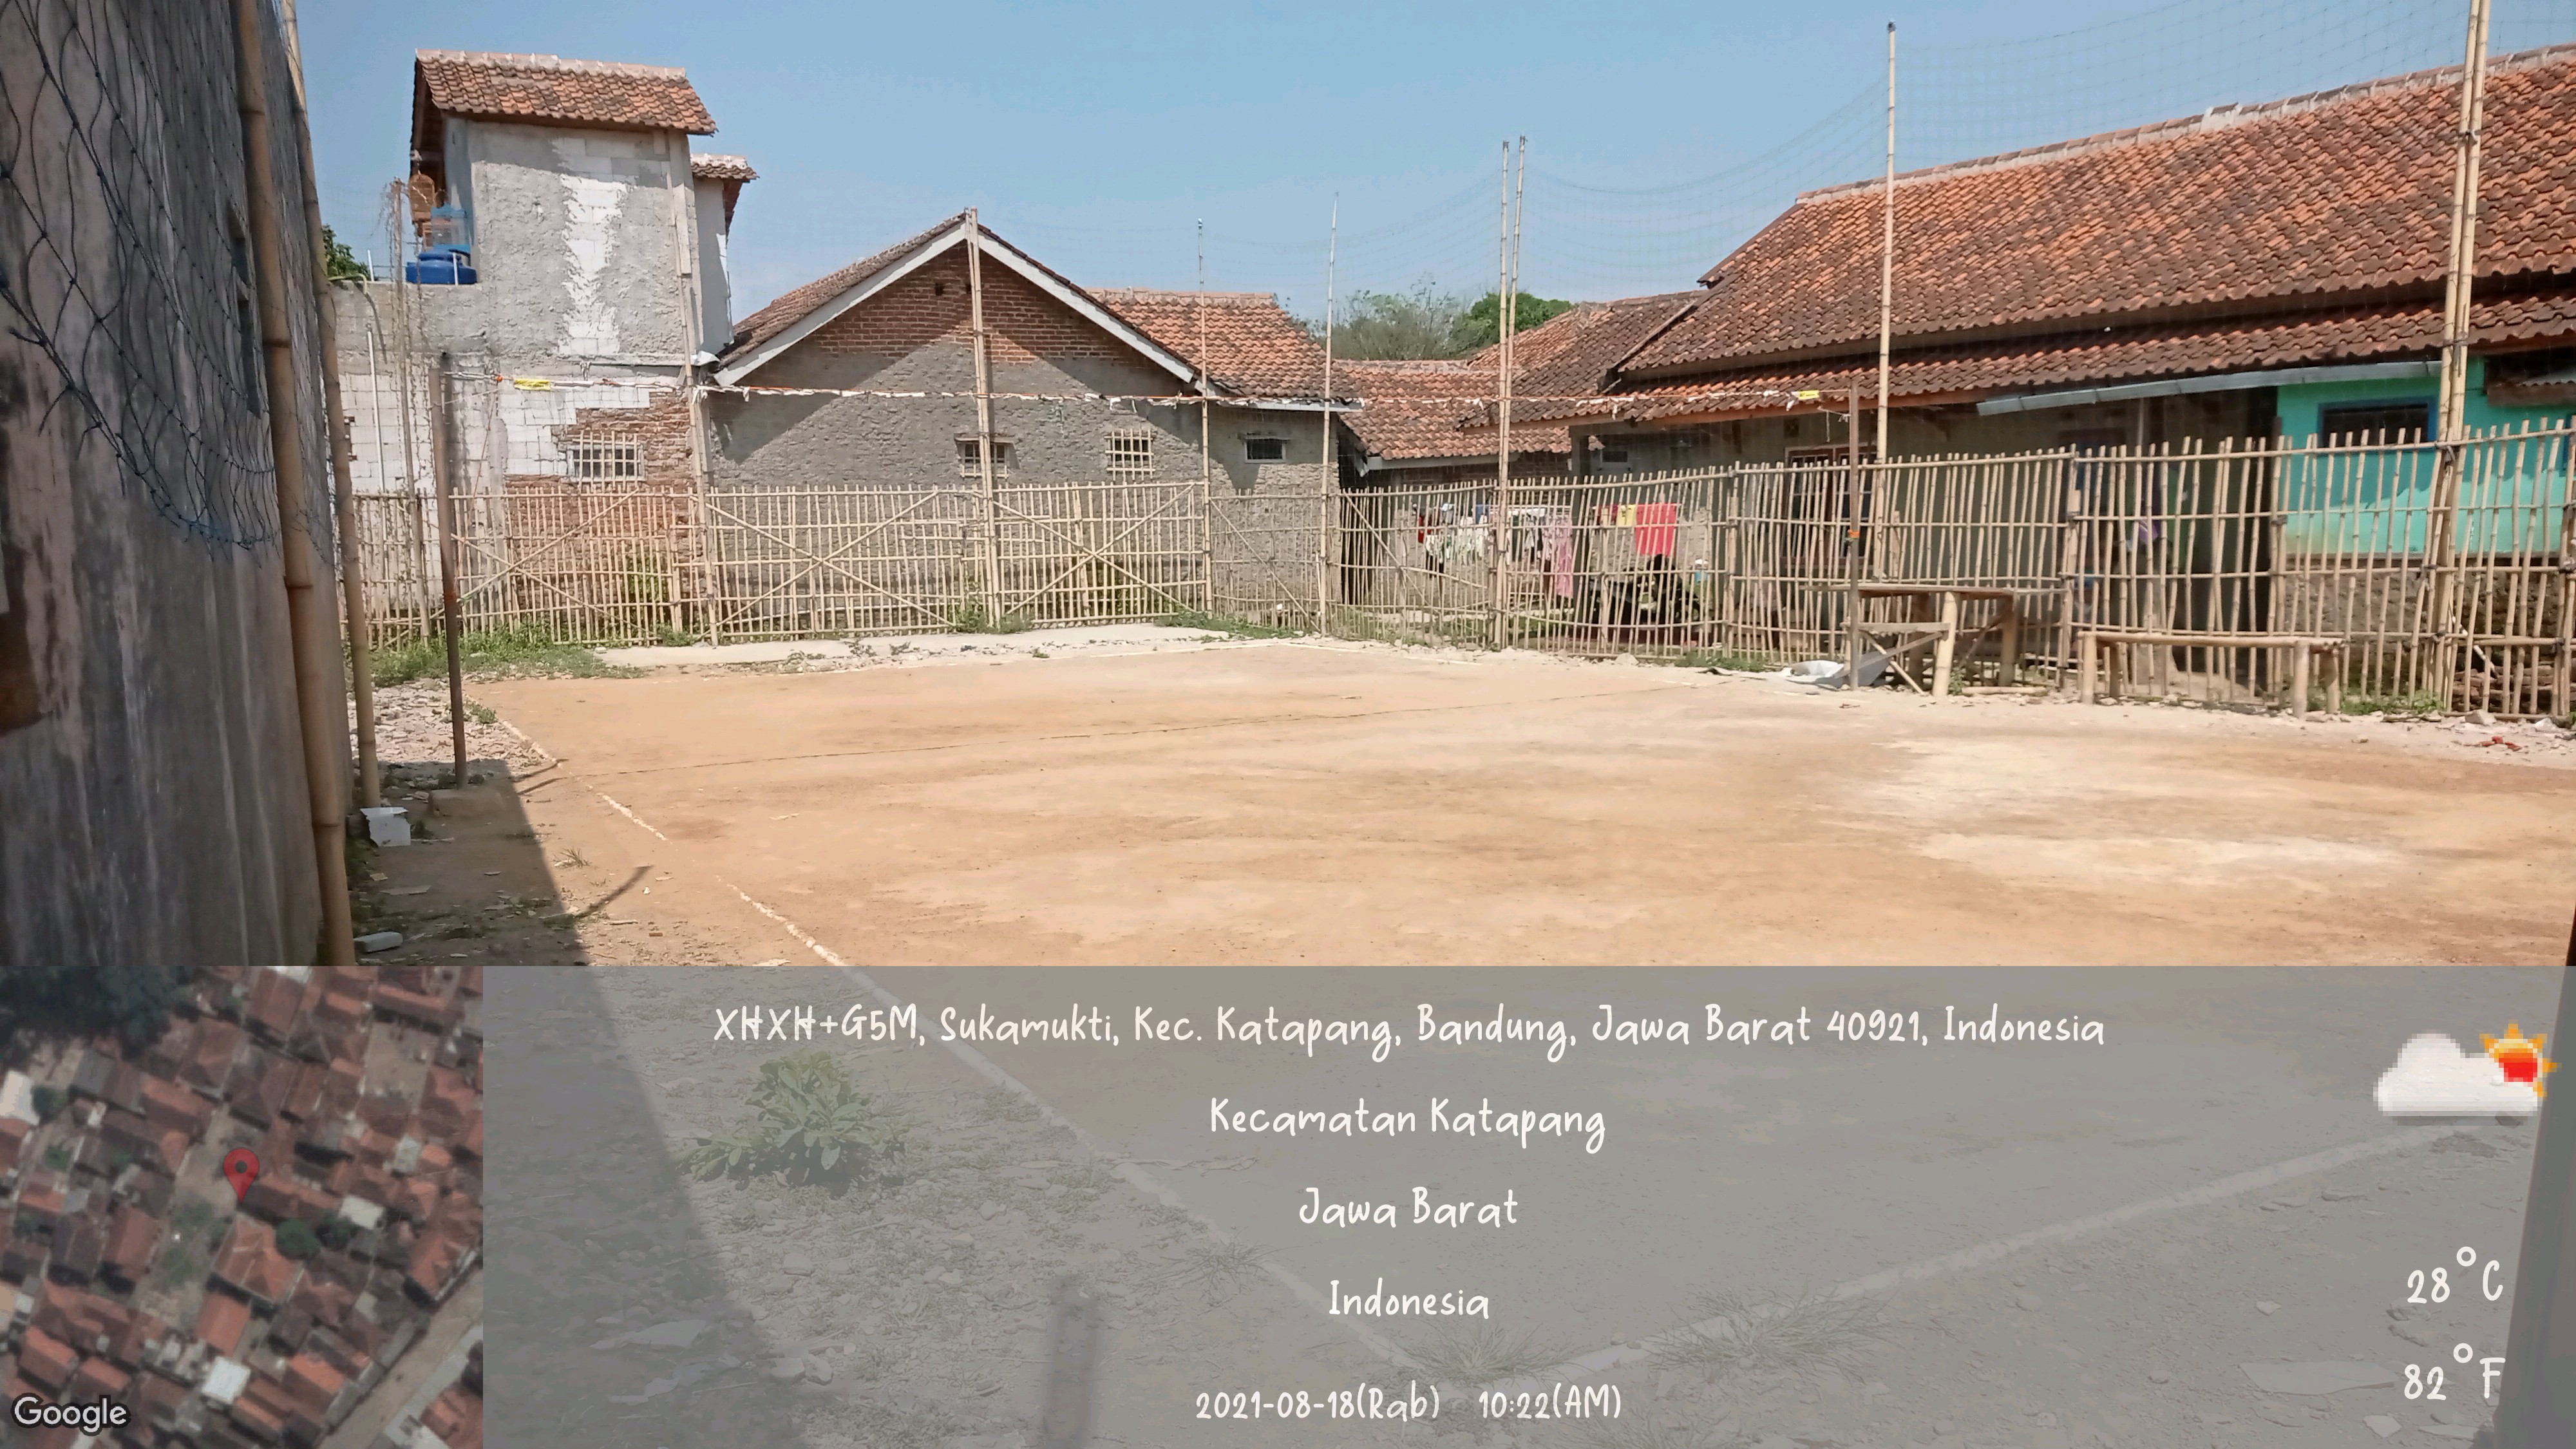 XHXH+G5M, Sukamukti, Kec. Katapang, Bandung, Jawa Barat 40921, Indonesia
Kecamatan Katapang
Jawa Barat
Indonesia
2021-08-18(Rab) 10:22(AM)
28°C
82°F
Google